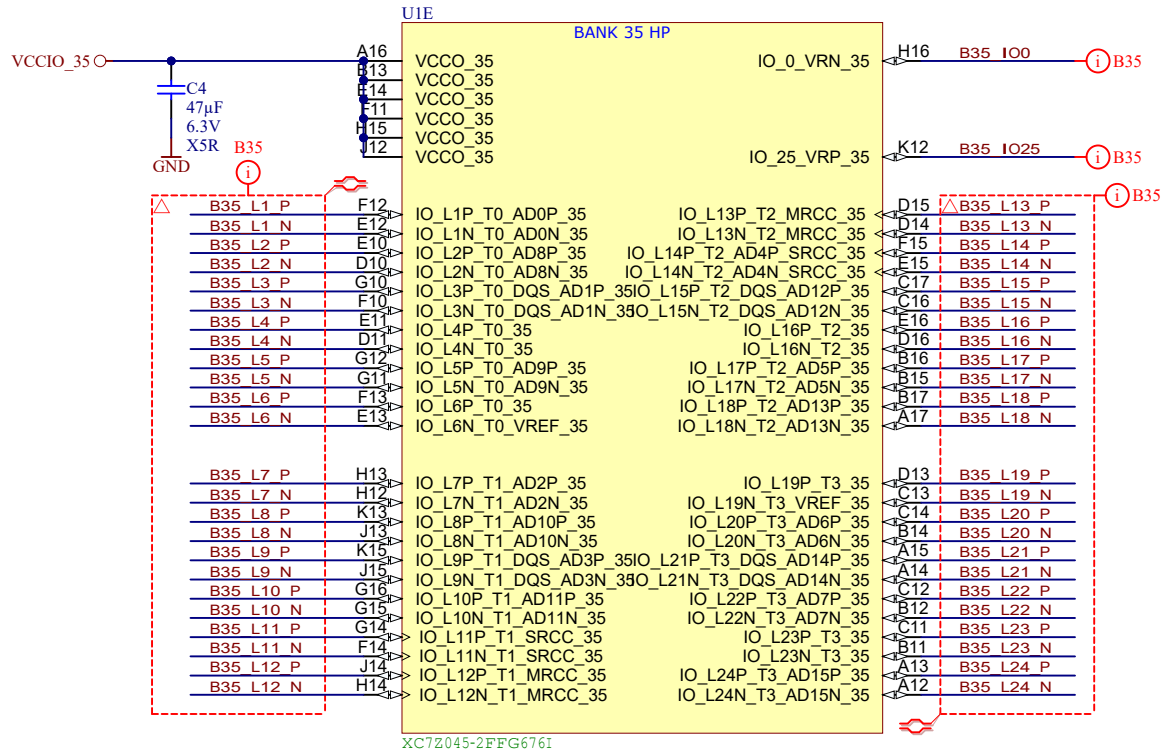 U1E
BANK 35 HP
VCCIO_35 A16 VCCO_35 IO_0_VRN_35 H16 B35_IO0 i B35
B13 VCCO_35
C4 E14 VCCO_35
47µF F11 VCCO_35
6.3V H15 VCCO_35
X5R J12 VCCO_35 IO_25_VRP_35 K12 B35_IO25 i B35
GND
B35
i
i B35
B35_L1_P F12 IO_L1P_T0_AD0P_35 IO_L13P_T2_MRCC_35 D15 B35_L13_P
B35_L1_N E12 IO_L1N_T0_AD0N_35 IO_L13N_T2_MRCC_35 D14 B35_L13_N
B35_L2_P E10 IO_L2P_T0_AD8P_35 IO_L14P_T2_AD4P_SRCC_35 F15 B35_L14_P
B35_L2_N D10 IO_L2N_T0_AD8N_35 IO_L14N_T2_AD4N_SRCC_35 E15 B35_L14_N
B35_L3_P G10 IO_L3P_T0_DQS_AD1P_35 IO_L15P_T2_DQS_AD12P_35 C17 B35_L15_P
B35_L3_N F10 IO_L3N_T0_DQS_AD1N_35 IO_L15N_T2_DQS_AD12N_35 C16 B35_L15_N
B35_L4_P E11 IO_L4P_T0_35 IO_L16P_T2_35 E16 B35_L16_P
B35_L4_N D11 IO_L4N_T0_35 IO_L16N_T2_35 D16 B35_L16_N
B35_L5_P G12 IO_L5P_T0_AD9P_35 IO_L17P_T2_AD5P_35 B16 B35_L17_P
B35_L5_N G11 IO_L5N_T0_AD9N_35 IO_L17N_T2_AD5N_35 B15 B35_L17_N
B35_L6_P F13 IO_L6P_T0_35 IO_L18P_T2_AD13P_35 B17 B35_L18_P
B35_L6_N E13 IO_L6N_T0_VREF_35 IO_L18N_T2_AD13N_35 A17 B35_L18_N
B35_L7_P H13 IO_L7P_T1_AD2P_35 IO_L19P_T3_35 D13 B35_L19_P
B35_L7_N H12 IO_L7N_T1_AD2N_35 IO_L19N_T3_VREF_35 C13 B35_L19_N
B35_L8_P K13 IO_L8P_T1_AD10P_35 IO_L20P_T3_AD6P_35 C14 B35_L20_P
B35_L8_N J13 IO_L8N_T1_AD10N_35 IO_L20N_T3_AD6N_35 B14 B35_L20_N
B35_L9_P K15 IO_L9P_T1_DQS_AD3P_35 IO_L21P_T3_DQS_AD14P_35 A15 B35_L21_P
B35_L9_N J15 IO_L9N_T1_DQS_AD3N_35 IO_L21N_T3_DQS_AD14N_35 A14 B35_L21_N
B35_L10_P G16 IO_L10P_T1_AD11P_35 IO_L22P_T3_AD7P_35 C12 B35_L22_P
B35_L10_N G15 IO_L10N_T1_AD11N_35 IO_L22N_T3_AD7N_35 B12 B35_L22_N
B35_L11_P G14 IO_L11P_T1_SRCC_35 IO_L23P_T3_35 C11 B35_L23_P
B35_L11_N F14 IO_L11N_T1_SRCC_35 IO_L23N_T3_35 B11 B35_L23_N
B35_L12_P J14 IO_L12P_T1_MRCC_35 IO_L24P_T3_AD15P_35 A13 B35_L24_P
B35_L12_N H14 IO_L12N_T1_MRCC_35 IO_L24N_T3_AD15N_35 A12 B35_L24_N
XC7Z045-2FFG676I